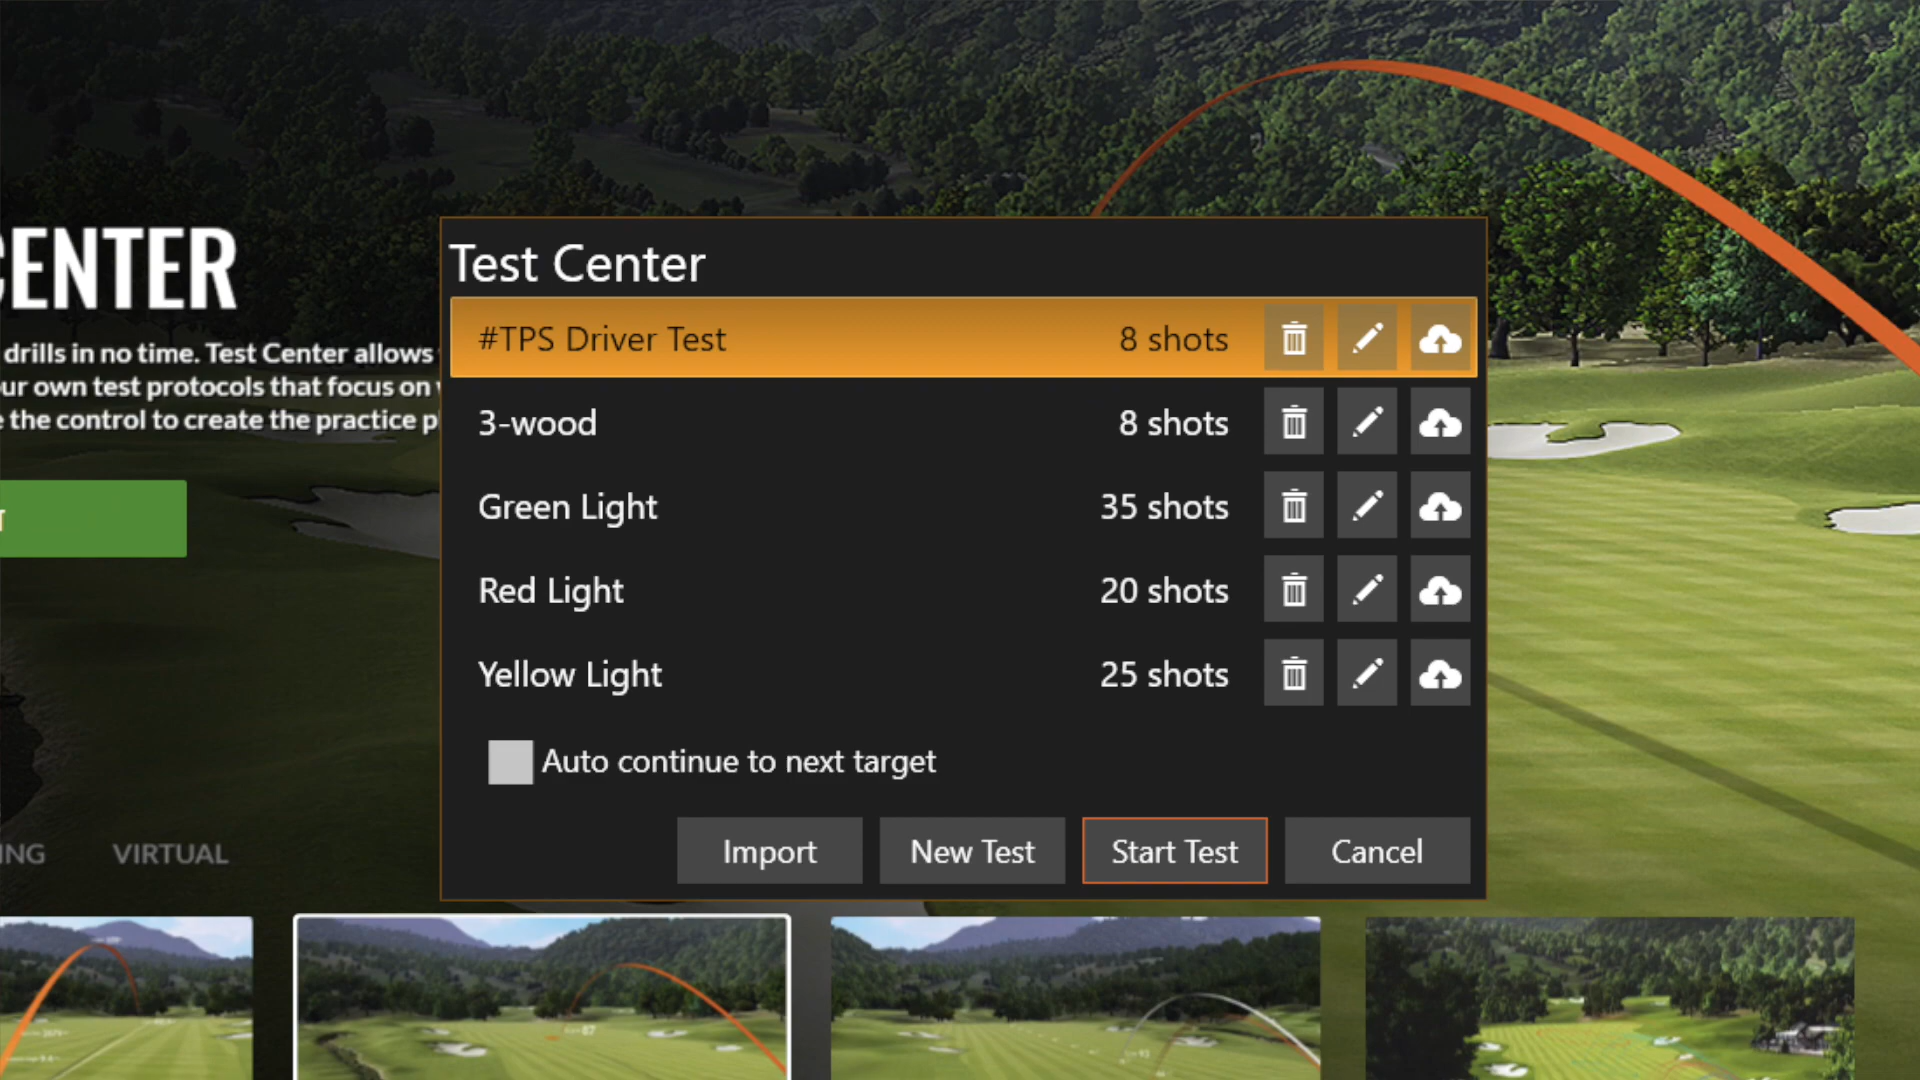 CENTER
drills in no time. Test Center allows
our own test protocols that focus on
the control to create the practice
Test Center
#TPS Driver Test 8 shots
3-wood 8 shots
Green Light 35 shots
Red Light 20 shots
Yellow Light 25 shots
Auto continue to next target
Import New Test Start Test Cancel
ING VIRTUAL
87